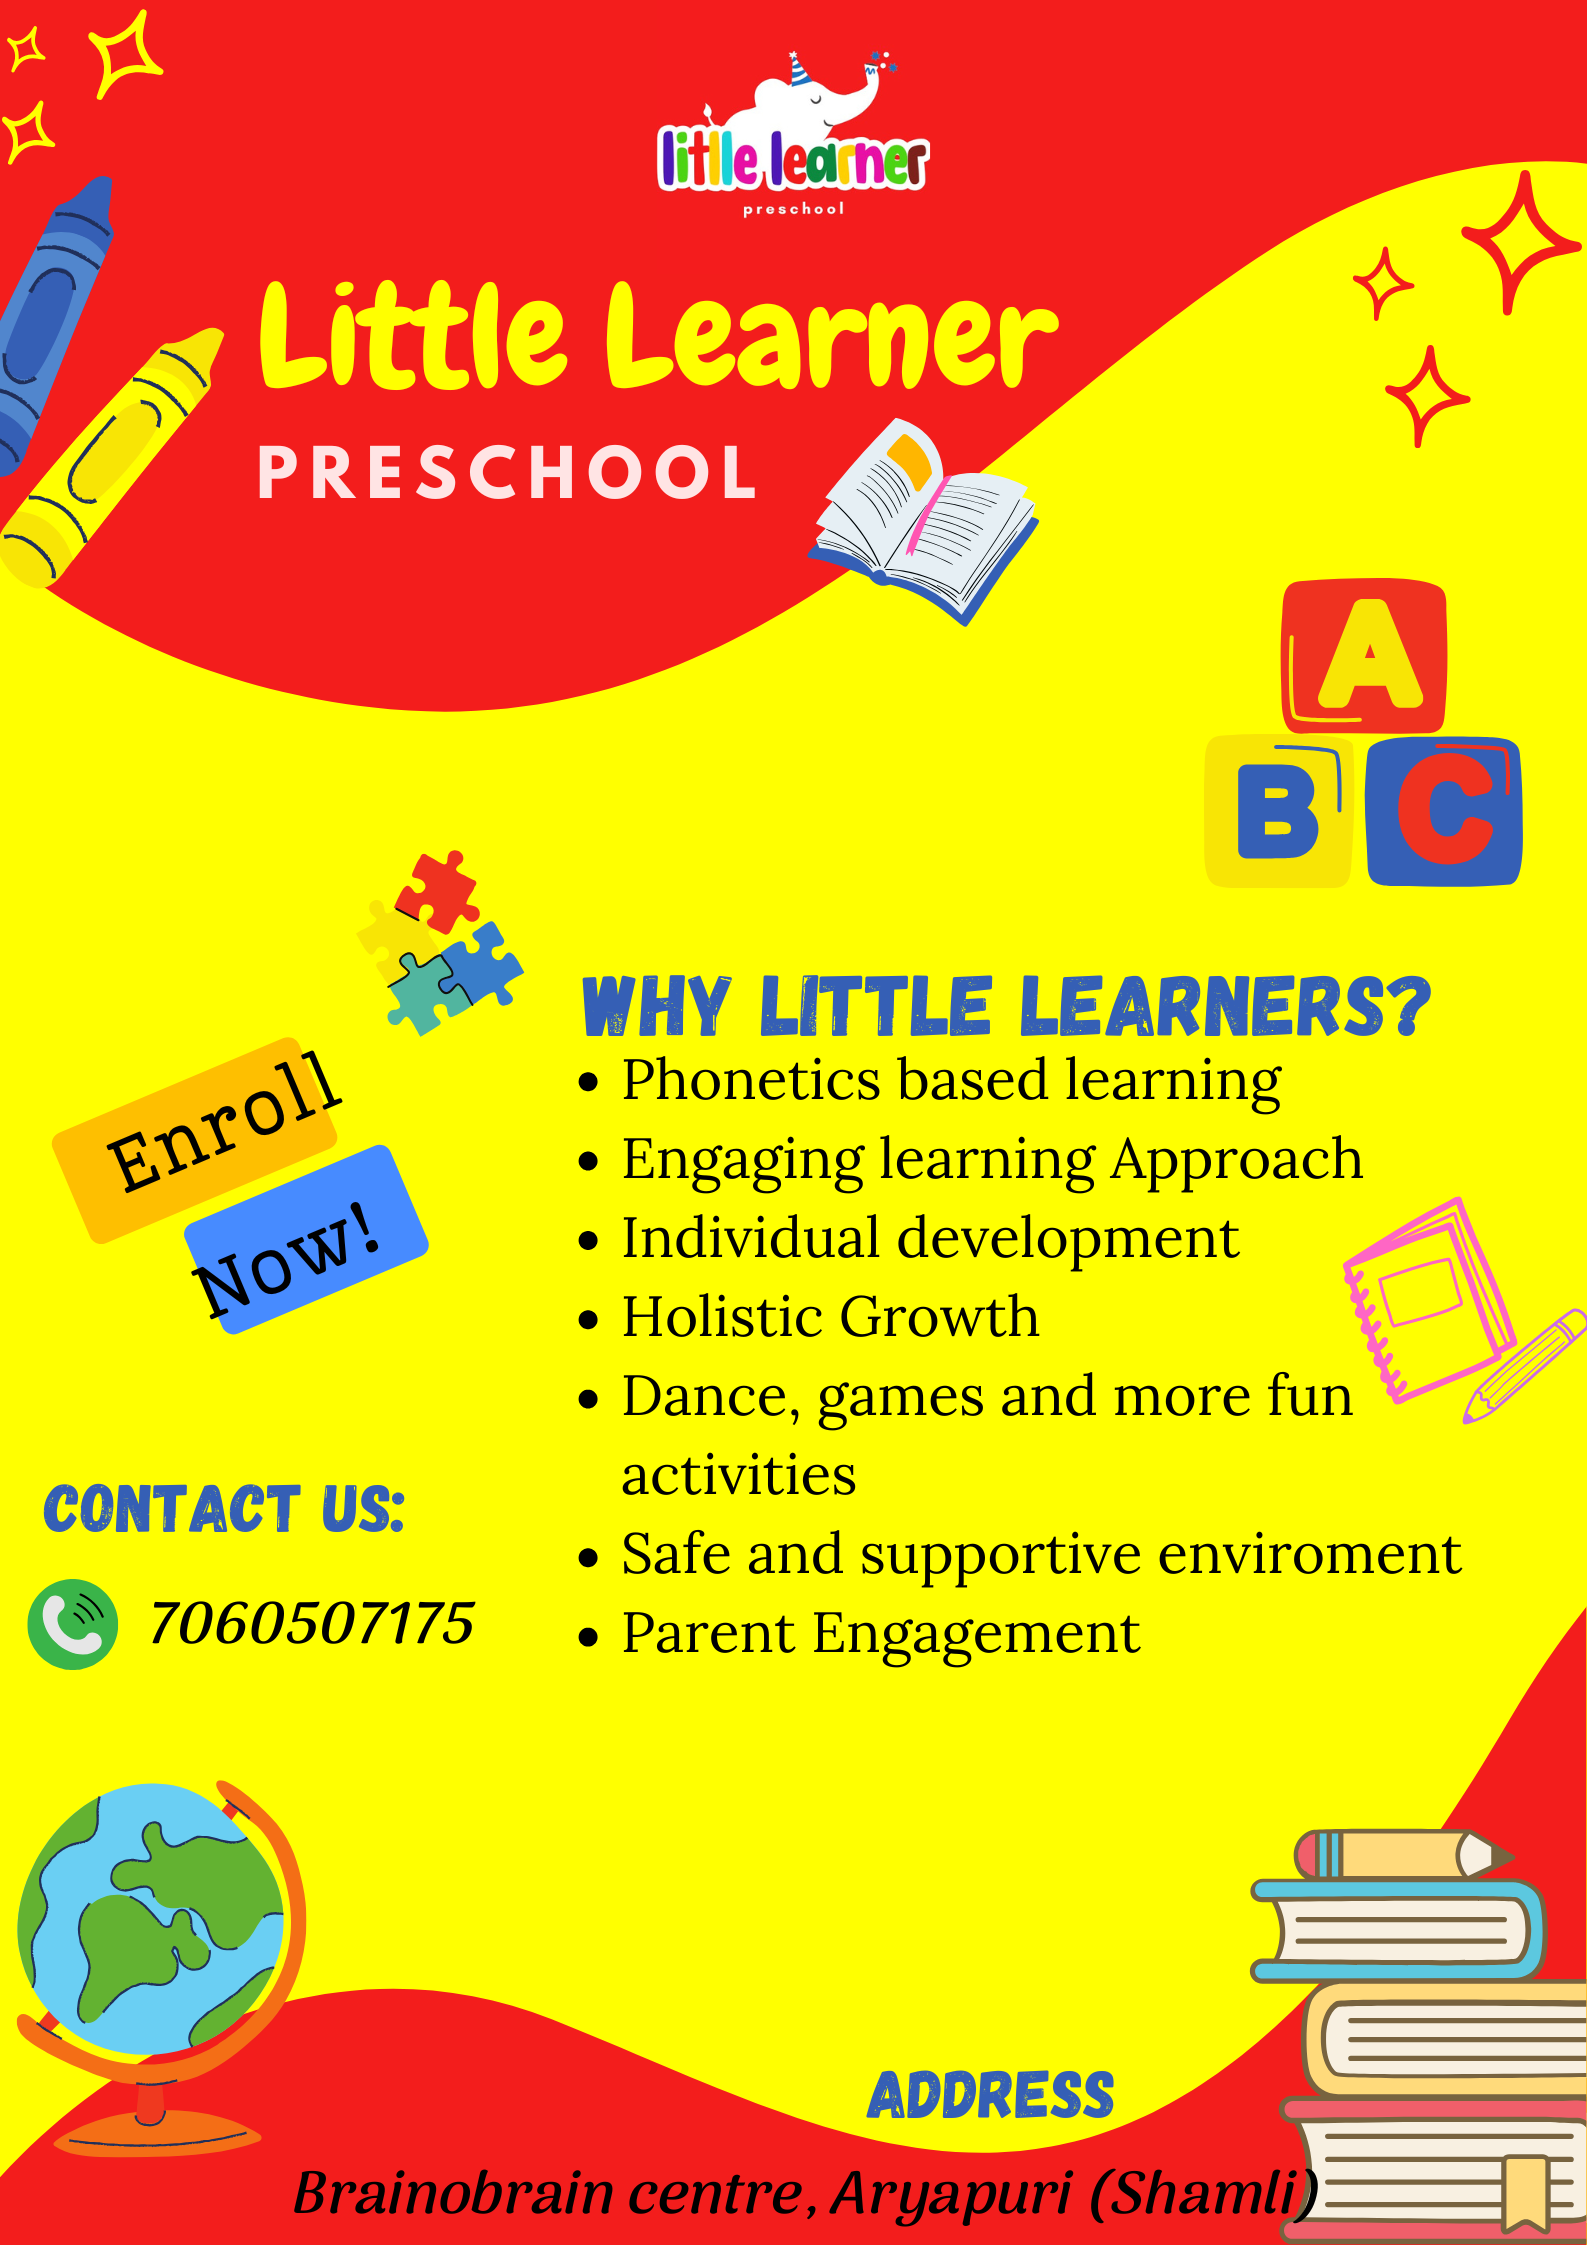 little learner
preschool
Little Learner
PRESCHOOL
A
B C
WHY LITTLE LEARNERS?
• Phonetics based learning
• Engaging learning Approach
• Individual development
• Holistic Growth
• Dance, games and more fun
activities
• Safe and supportive enviroment
• Parent Engagement
Enroll
Now!
CONTACT US:
7060507175
ADDRESS
Brainobrain centre, Aryapuri (Shamli)